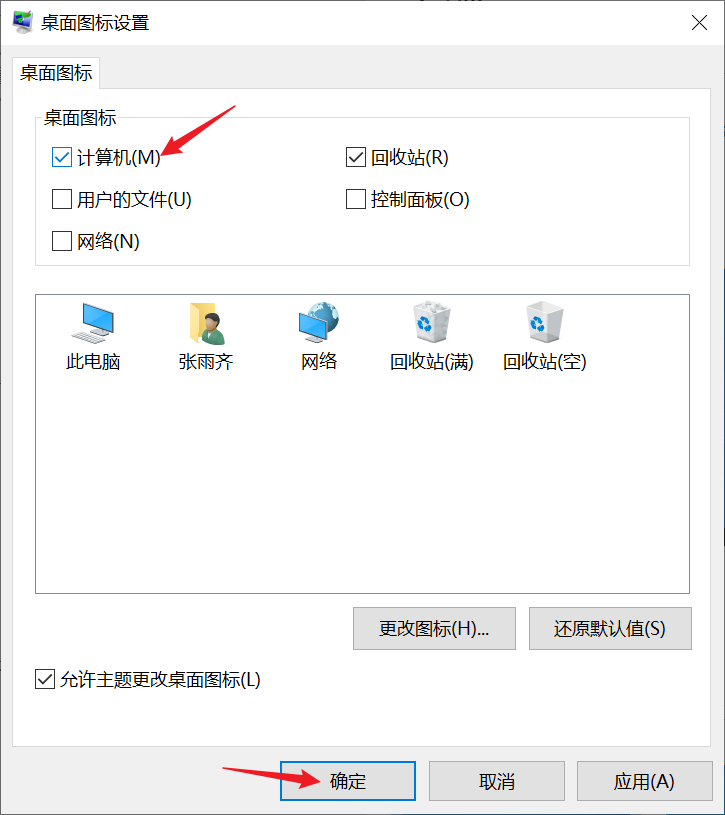 桌面图标设置
桌面图标
桌面图标
计算机(M) 回收站(R)
用户的文件(U) 控制面板(O)
网络(N)
此电脑 张雨齐 网络 回收站(满) 回收站(空)
更改图标(H)... 还原默认值(S)
允许主题更改桌面图标(L)
确定 取消 应用(A)